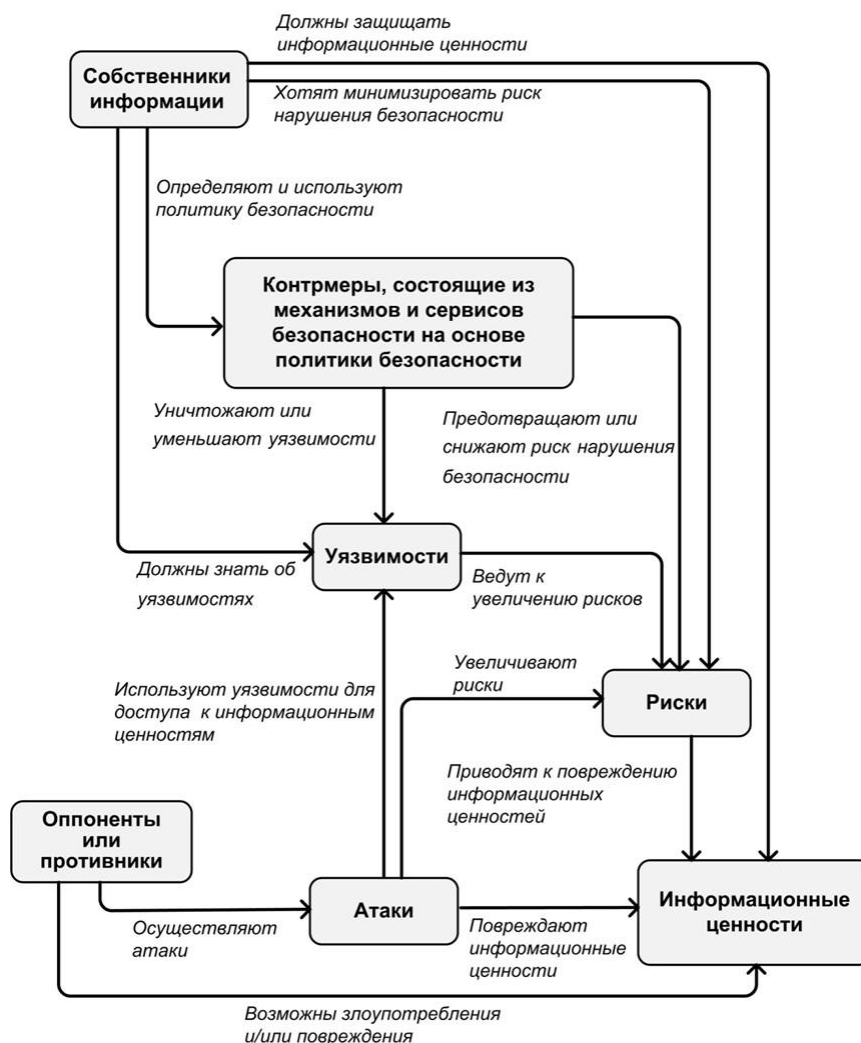 Должны защищать
информационные ценности
Собственники
информации
Хотят минимизировать риск
нарушения безопасности
Определяют и используют
политику безопасности
Контрмеры, состоящие из
механизмов и сервисов
безопасности на основе
политики безопасности
Уничтожают или
уменьшают уязвимости
Предотвращают или
снижают риск нарушения
безопасности
Уязвимости
Должны знать об
уязвимостях
Ведут к
увеличению рисков
Используют уязвимости для
доступа к информационным
ценностям
Увеличивают
риски
Риски
Приводят к повреждению
информационных
ценностей
Оппоненты
или
противники
Осуществляют
атаки
Атаки
Повреждают
информационные
ценности
Информационные
ценности
Возможны злоупотребления
и/или повреждения